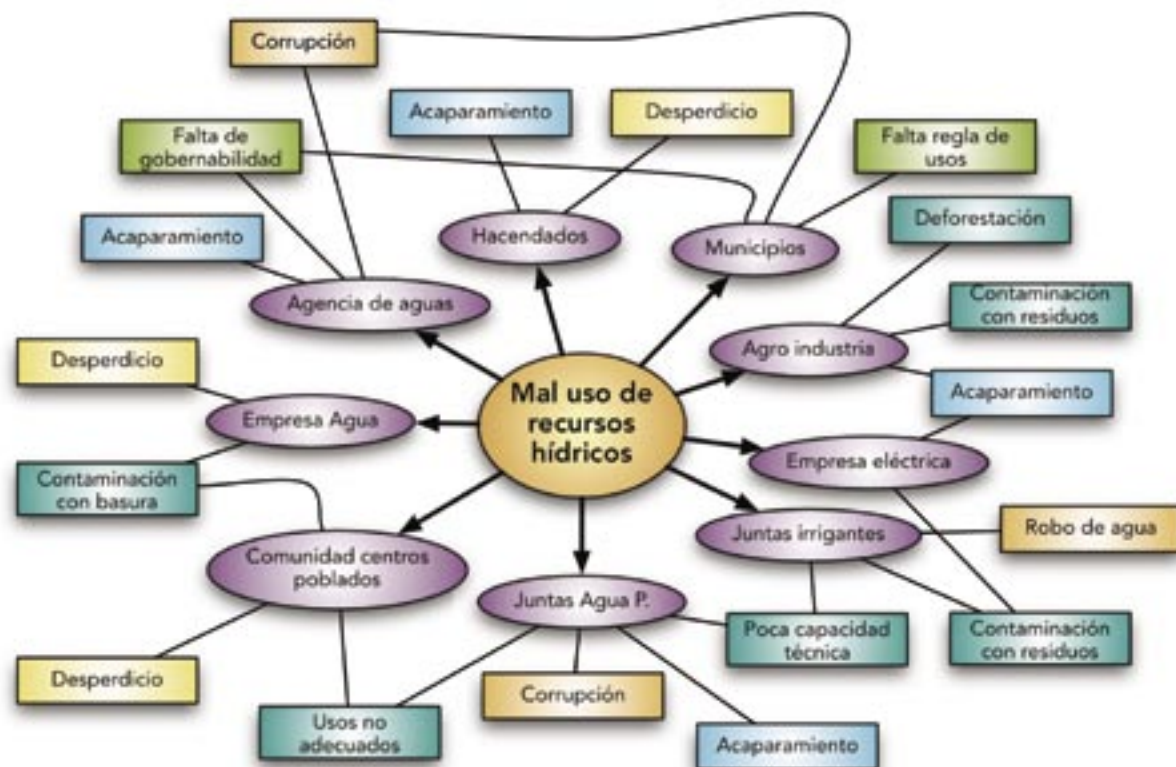 Corrupción
Acaparamiento
Desperdicio
Falta de
gobernabilidad
Falta regla de
usos
Acaparamiento
Hacendados
Municipios
Deforestación
Agencia de aguas
Contaminación
con residuos
Desperdicio
Agro industria
Mal uso de
recursos
hídricos
Acaparamiento
Empresa Agua
Empresa eléctrica
Contaminación
con basura
Juntas irrigantes
Robo de agua
Comunidad centros
poblados
Juntas Agua P.
Poca capacidad
técnica
Contaminación
con residuos
Desperdicio
Corrupción
Usos no
adecuados
Acaparamiento